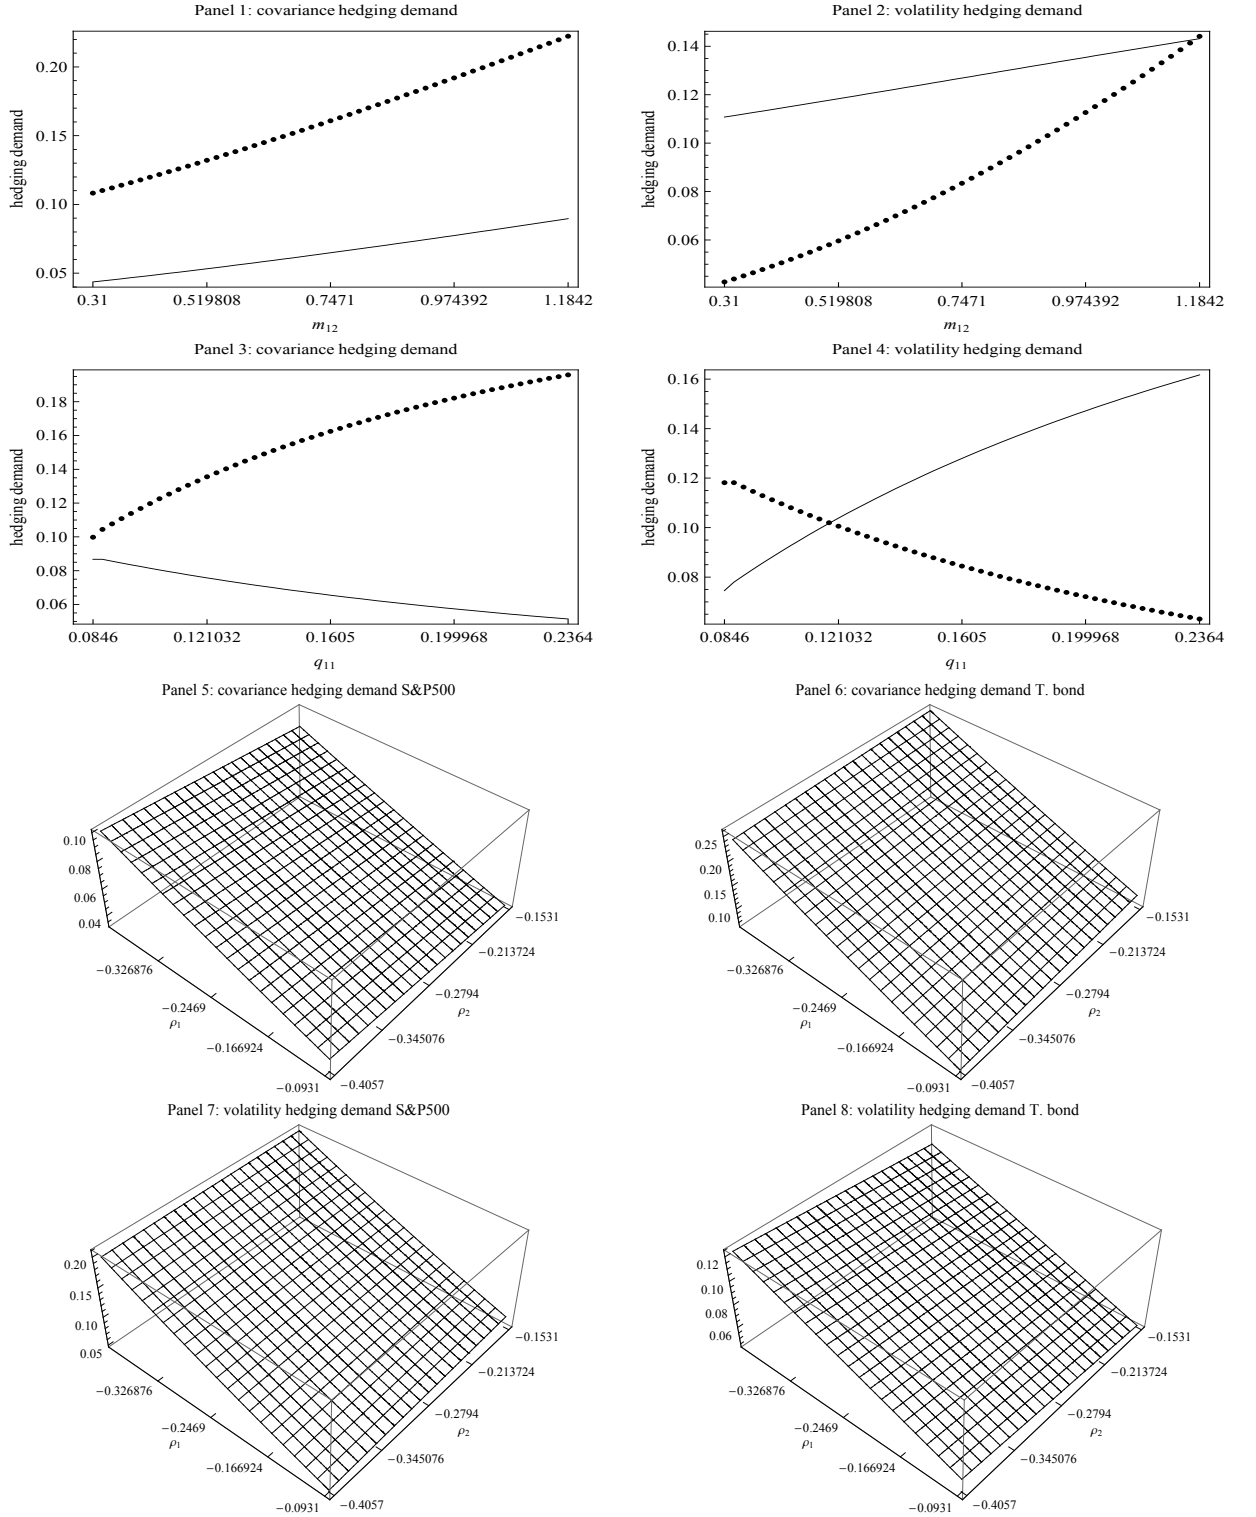 Panel 1: covariance hedging demand
hedging demand
0.20
0.15
0.10
0.05
0.31 0.519808 0.7471 0.974392 1.1842
m12
Panel 2: volatility hedging demand
hedging demand
0.14
0.12
0.10
0.08
0.06
0.31 0.519808 0.7471 0.974392 1.1842
m12
Panel 3: covariance hedging demand
hedging demand
0.18
0.16
0.14
0.12
0.10
0.08
0.06
0.0846 0.121032 0.1605 0.199968 0.2364
q11
Panel 4: volatility hedging demand
hedging demand
0.16
0.14
0.12
0.10
0.08
0.0846 0.121032 0.1605 0.199968 0.2364
q11
Panel 5: covariance hedging demand S&P500
0.10
0.08
0.06
0.04
−0.326876
−0.2469
ρ1
−0.166924
−0.0931
−0.1531
−0.213724
−0.2794
ρ2
−0.345076
−0.4057
Panel 6: covariance hedging demand T. bond
0.25
0.20
0.15
0.10
−0.326876
−0.2469
ρ1
−0.166924
−0.0931
−0.1531
−0.213724
−0.2794
ρ2
−0.345076
−0.4057
Panel 7: volatility hedging demand S&P500
0.20
0.15
0.10
0.05
−0.326876
−0.2469
ρ1
−0.166924
−0.0931
−0.1531
−0.213724
−0.2794
ρ2
−0.345076
−0.4057
Panel 8: volatility hedging demand T. bond
0.12
0.10
0.08
0.06
−0.326876
−0.2469
ρ1
−0.166924
−0.0931
−0.1531
−0.213724
−0.2794
ρ2
−0.345076
−0.4057